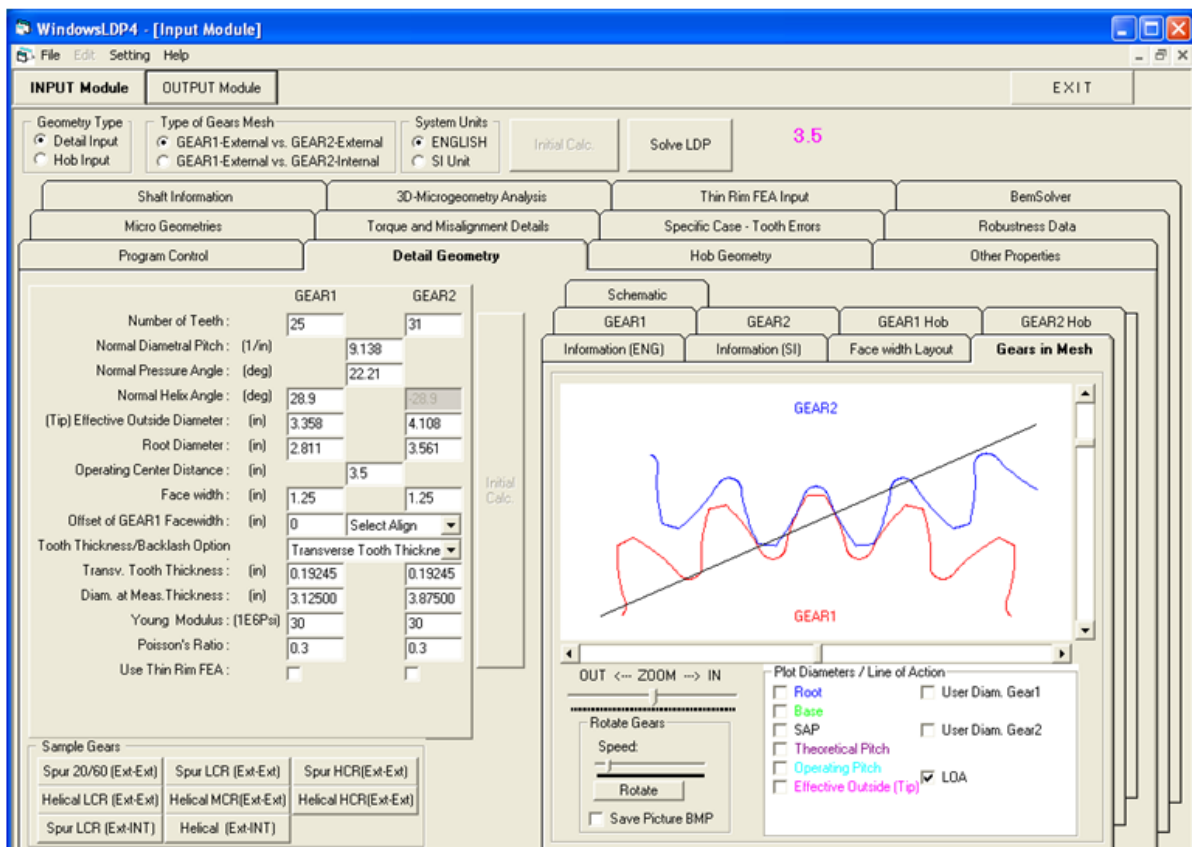 WindowsLDP4 - [Input Module]
File Edit Setting Help
INPUT Module OUTPUT Module EXIT
Geometry Type Type of Gears Mesh System Units
Detail Input GEAR1-External vs. GEAR2-External ENGLISH Initial Calc. Solve LDP 3.5
Hob Input GEAR1-External vs. GEAR2-Internal SI Unit
Shaft Information 3D-Microgeometry Analysis Thin Rim FEA Input BemSolver
Micro Geometries Torque and Misalignment Details Specific Case - Tooth Errors Robustness Data
Program Control Detail Geometry Hob Geometry Other Properties
GEAR1 GEAR2
Number of Teeth : 25 31
Normal Diametral Pitch : (1/in) 9.138
Normal Pressure Angle : (deg) 22.21
Normal Helix Angle : (deg) 28.9 -28.9
(Tip) Effective Outside Diameter : (in) 3.358 4.108
Root Diameter : (in) 2.811 3.561
Operating Center Distance : (in) 3.5
Face width : (in) 1.25 1.25
Offset of GEAR1 Facewidth : (in) 0 Select Align
Tooth Thickness/Backlash Option : Transverse Tooth Thickne
Transv. Tooth Thickness : (in) 0.19245 0.19245
Diam. at Meas.Thickness : (in) 3.12500 3.87500
Young Modulus : (1E6Psi) 30 30
Poisson's Ratio : 0.3 0.3
Use Thin Rim FEA :
Initial
Calc.
Sample Gears
Spur 20/60 (Ext-Ext) Spur LCR (Ext-Ext) Spur HCR(Ext-Ext)
Helical LCR (Ext-Ext) Helical MCR(Ext-Ext) Helical HCR(Ext-Ext)
Spur LCR (Ext-INT) Helical (Ext-INT)
Schematic
GEAR1 GEAR2 GEAR1 Hob GEAR2 Hob
Information (ENG) Information (SI) Face width Layout Gears in Mesh
GEAR2
GEAR1
OUT <--- ZOOM ---> IN
Rotate Gears
Speed:
Rotate
Save Picture BMP
Plot Diameters / Line of Action
Root User Diam. Gear1
Base
SAP User Diam. Gear2
Theoretical Pitch
Operating Pitch LOA
Effective Outside (Tip)